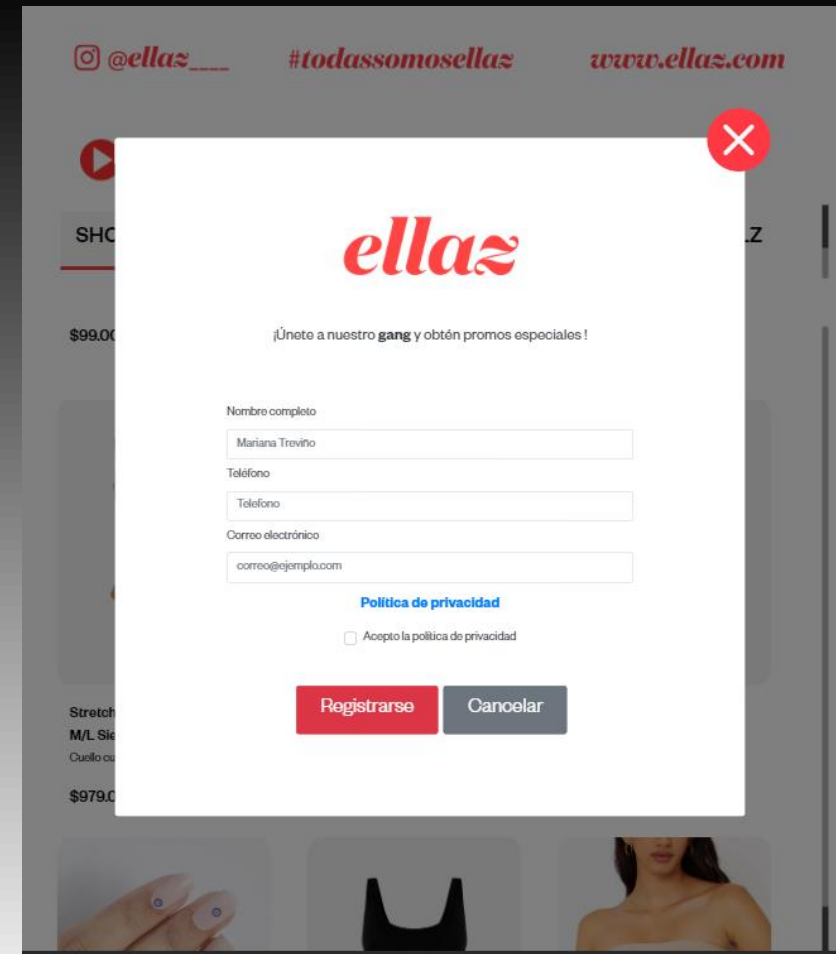 @ellaz____ #todassomosellaz www.ellaz.com
ellaz
¡Únete a nuestro gang y obtén promos especiales !
Nombre completo
Mariana Treviño
Teléfono
Telefono
Correo electrónico
correo@ejemplo.com
Política de privacidad
Acepto la política de privacidad
Registrarse Cancelar
SHO
LZ
$99.00
Stretch
M/L Sie
Cuello cu
$979.0